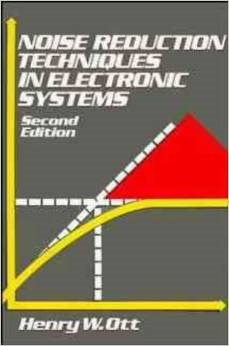 NOISE REDUCTION
TECHNIQUES
IN ELECTRONIC
SYSTEMS
Second
Edition
Henry W. Ott